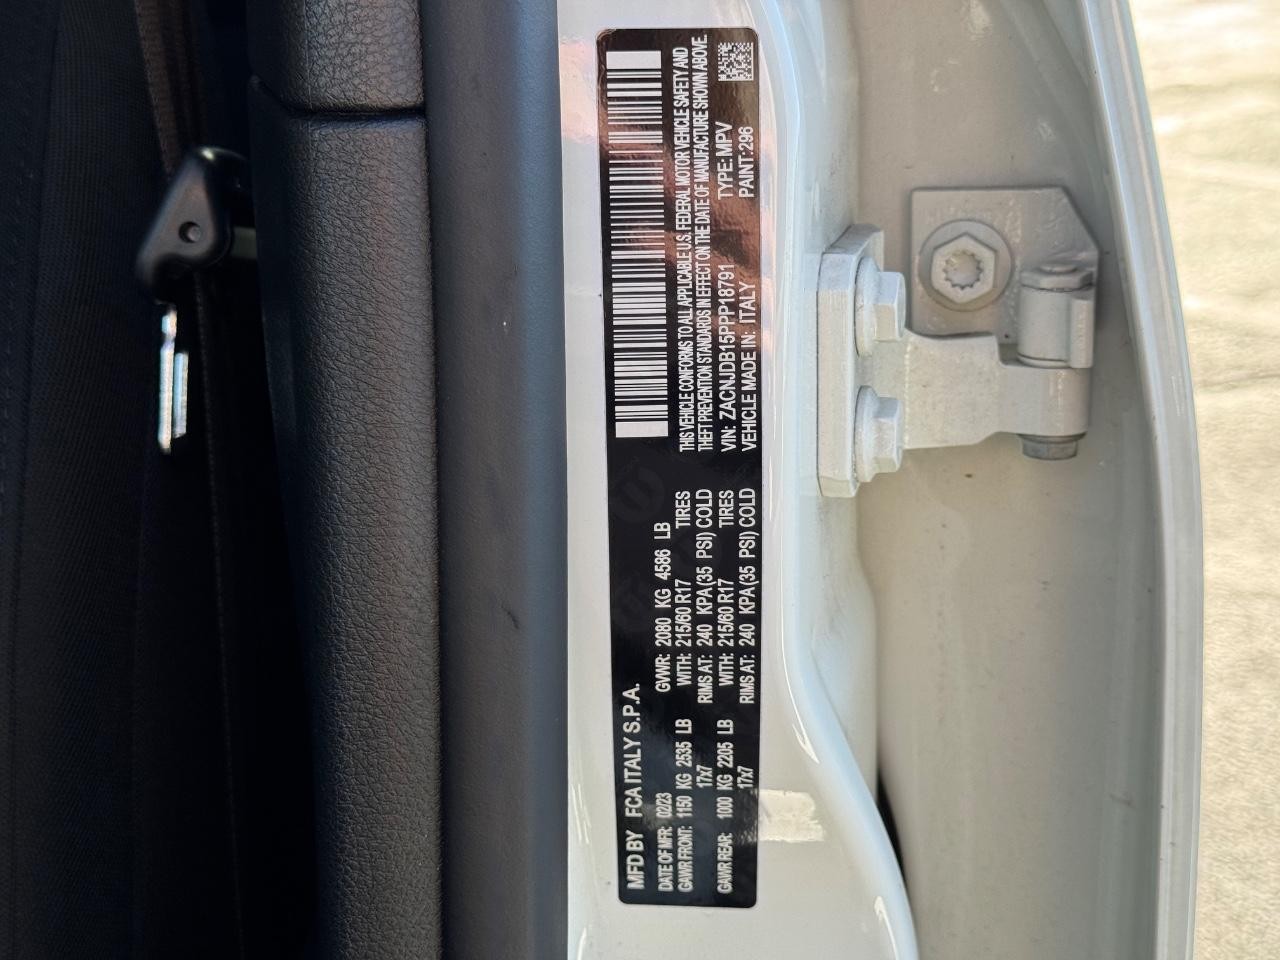 MFD BY FCA ITALY S.P.A.
DATE OF MFR: 02/23 GVWR: 2080 KG 4586 LB
GAWR FRONT: 1150 KG 2535 LB WITH: 215/60 R17 TIRES
17x7 RIMS AT: 240 KPA(35 PSI) COLD
GAWR REAR: 1000 KG 2205 LB WITH: 215/60 R17 TIRES
17x7 RIMS AT: 240 KPA(35 PSI) COLD
THIS VEHICLE CONFORMS TO ALL APPLICABLE U.S. FEDERAL MOTOR VEHICLE SAFETY AND
THEFT PREVENTION STANDARDS IN EFFECT ON THE DATE OF MANUFACTURE SHOWN ABOVE.
VIN: ZACNJDB15PPP18791 TYPE: MPV
VEHICLE MADE IN: ITALY PAINT: 296